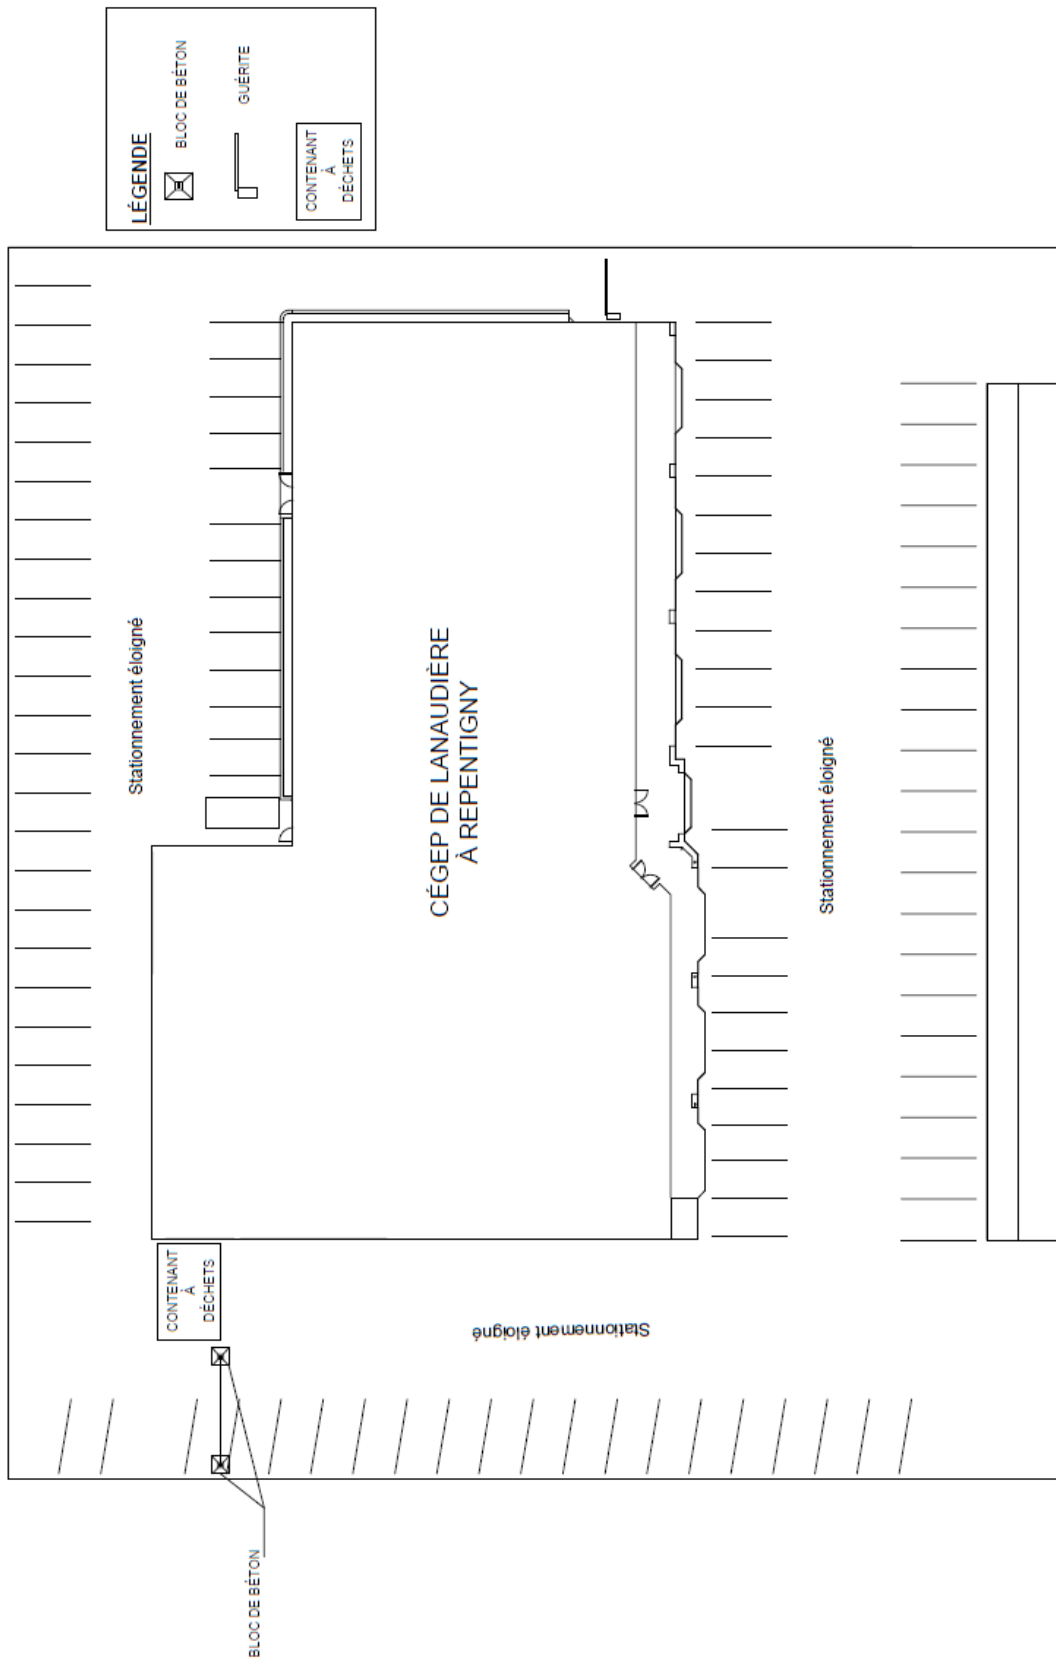 LÉGENDE
BLOC DE BÉTON
GUÉRITE
CONTENANT
À
DÉCHETS
Stationnement éloigné
CÉGEP DE LANAUDIÈRE
À REPENTIGNY
Stationnement éloigné
CONTENANT
À
DÉCHETS
Stationnement éloigné
BLOC DE BÉTON